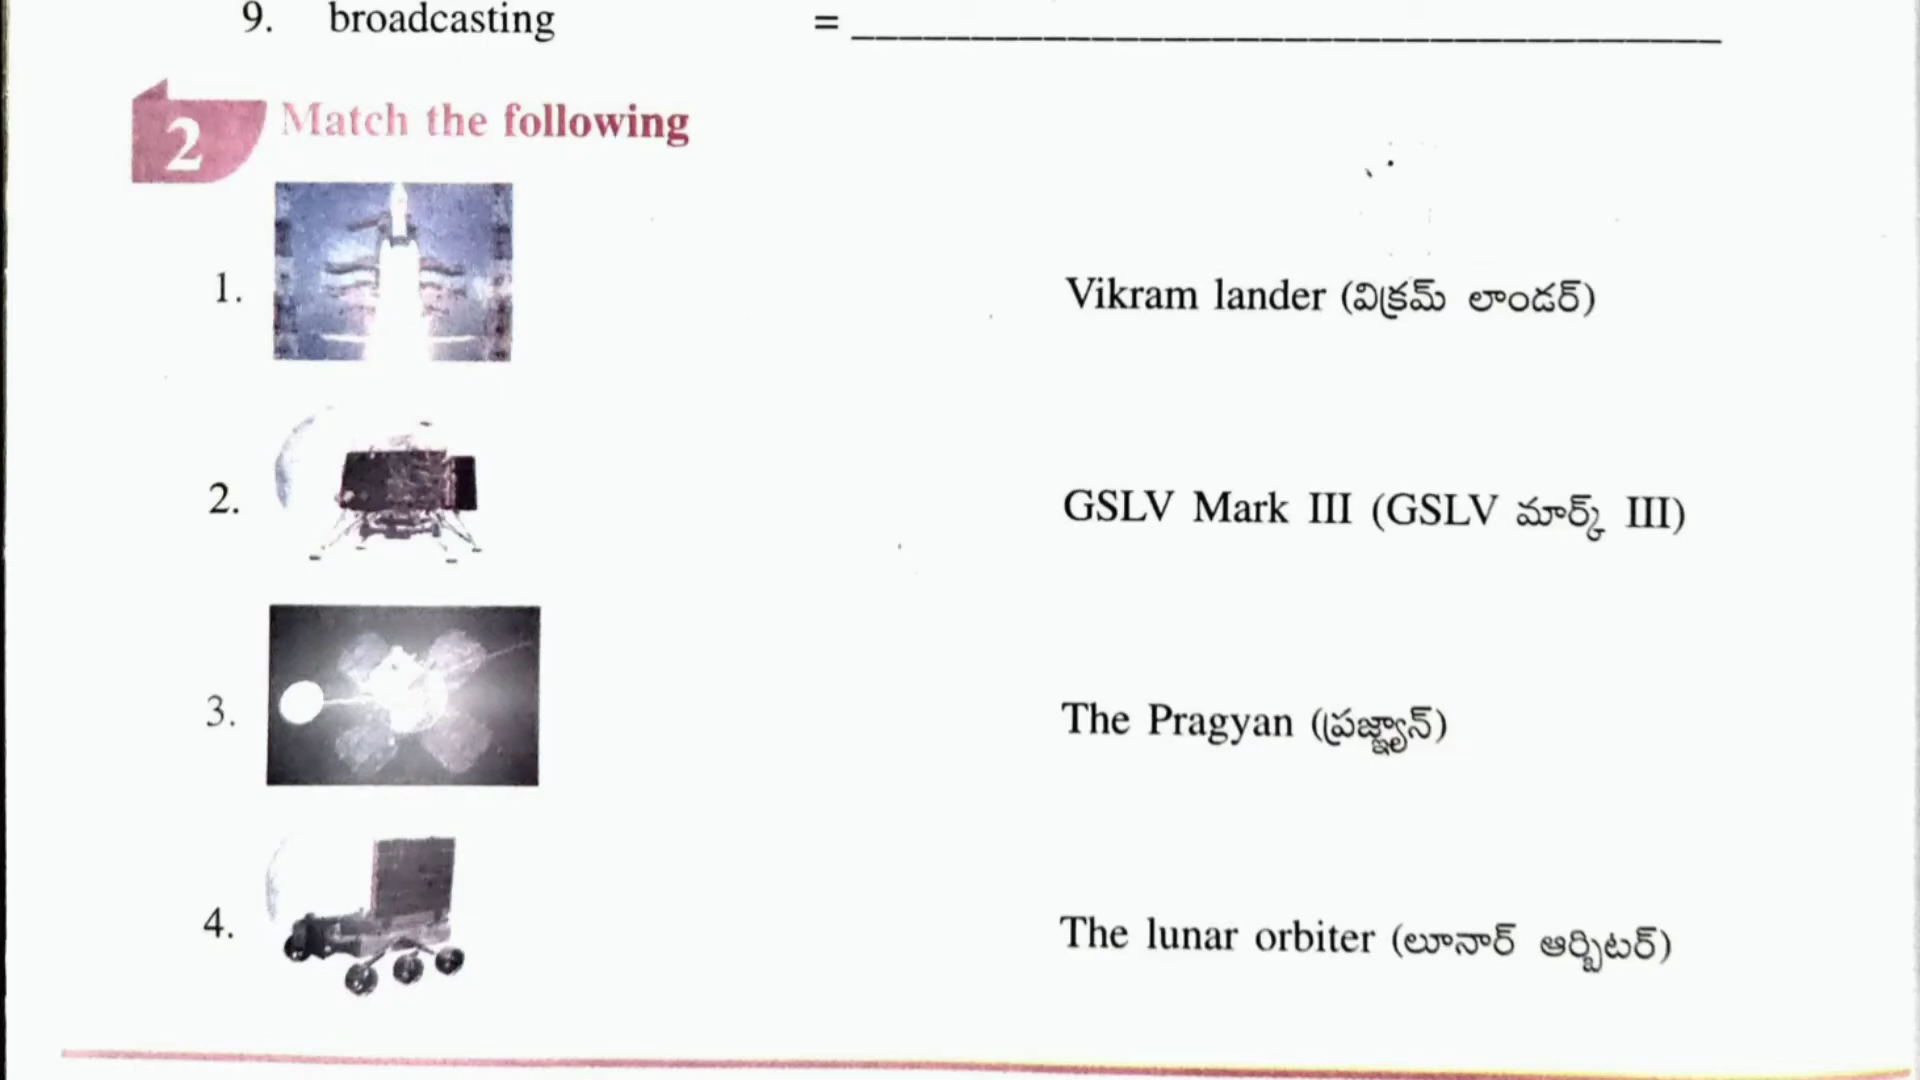 9. broadcasting = ____________________________________
2 Match the following
1. Vikram lander (విక్రమ్ లాండర్)
2. GSLV Mark III (GSLV మార్క్ III)
3. The Pragyan (ప్రజ్ఞ్యాన్)
4. The lunar orbiter (లూనార్ ఆర్బిటర్)